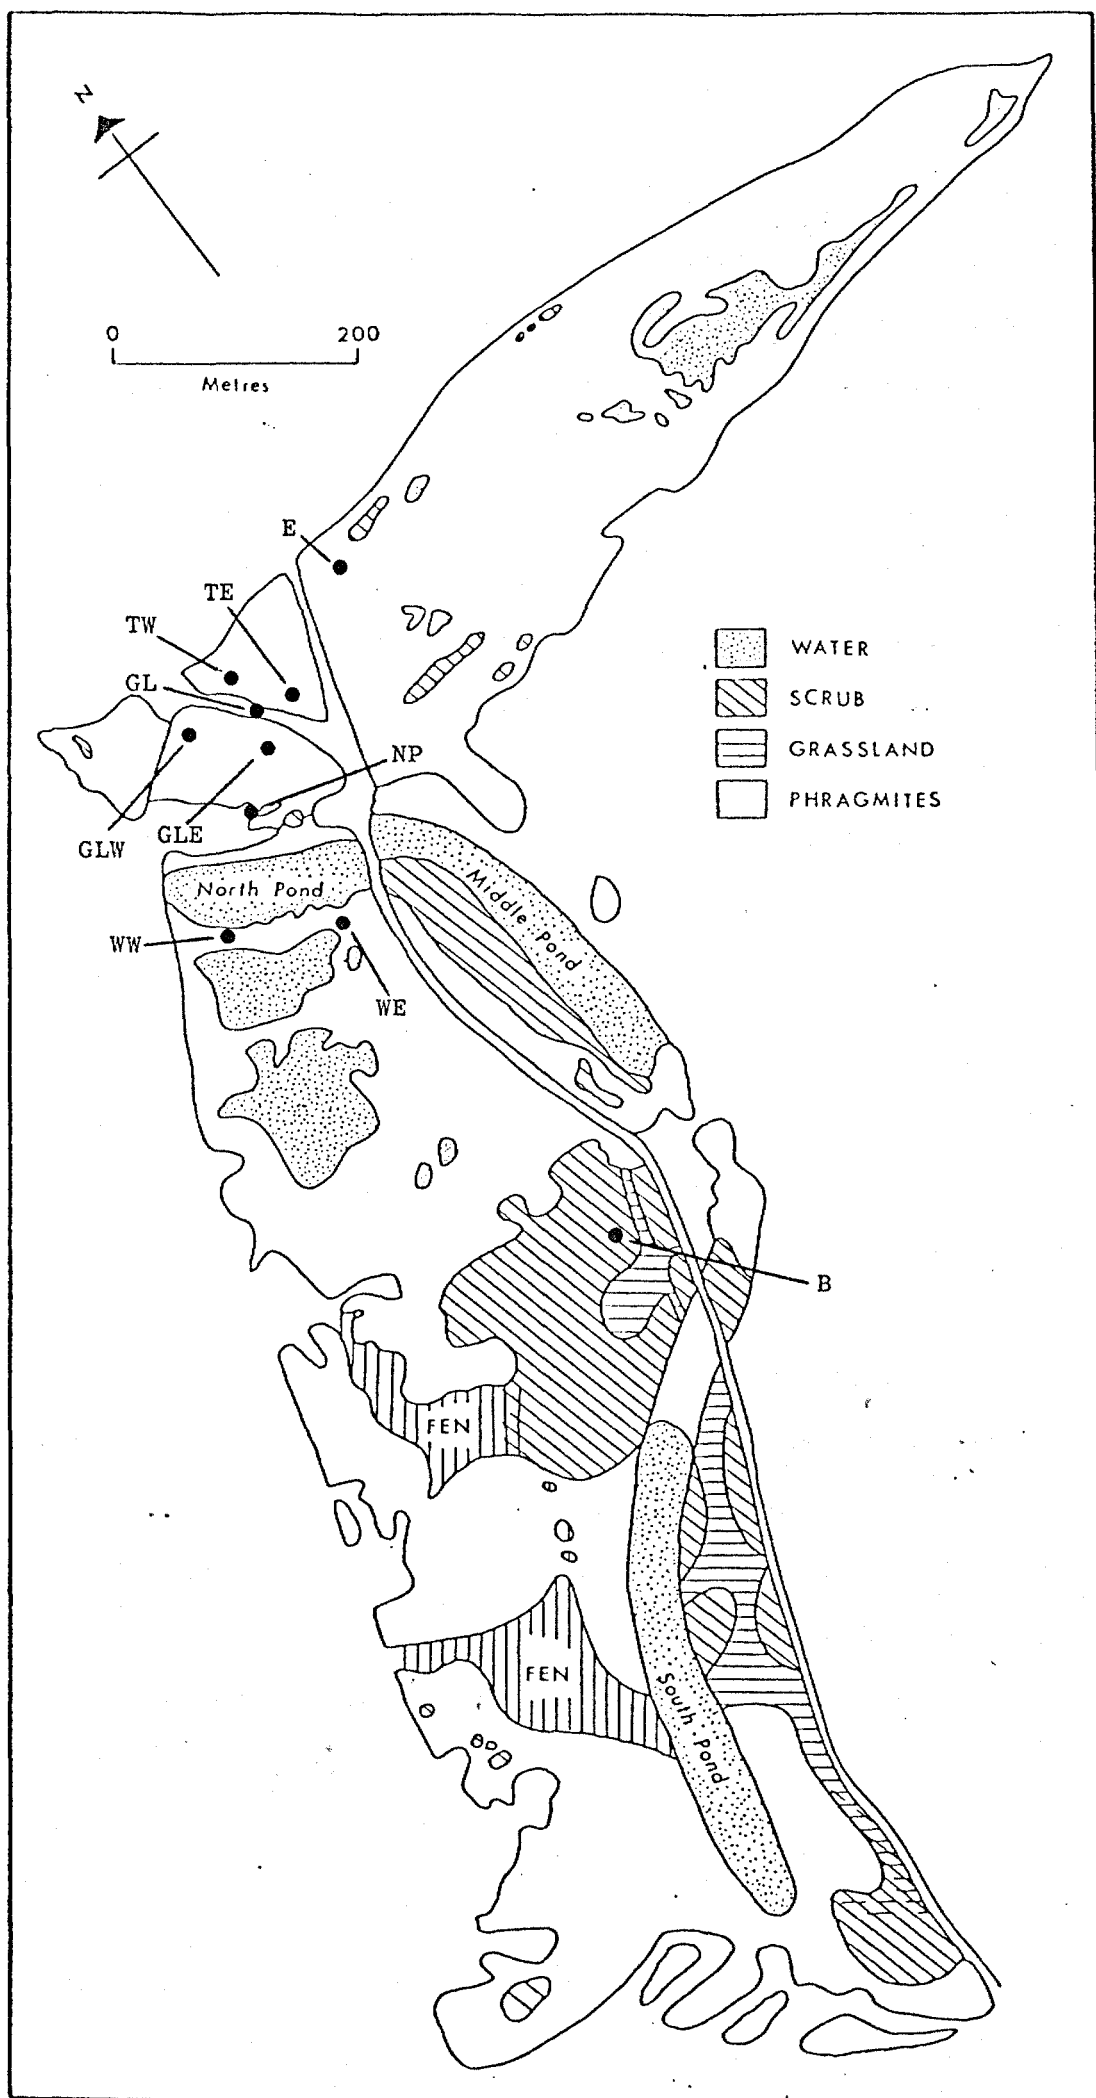 N
0 200
Metres
E
TE
TW
GL
NP
GLW
GLE
WATER
SCRUB
GRASSLAND
PHRAGMITES
North Pond
Middle Pond
WW
WE
B
FEN
FEN
South Pond